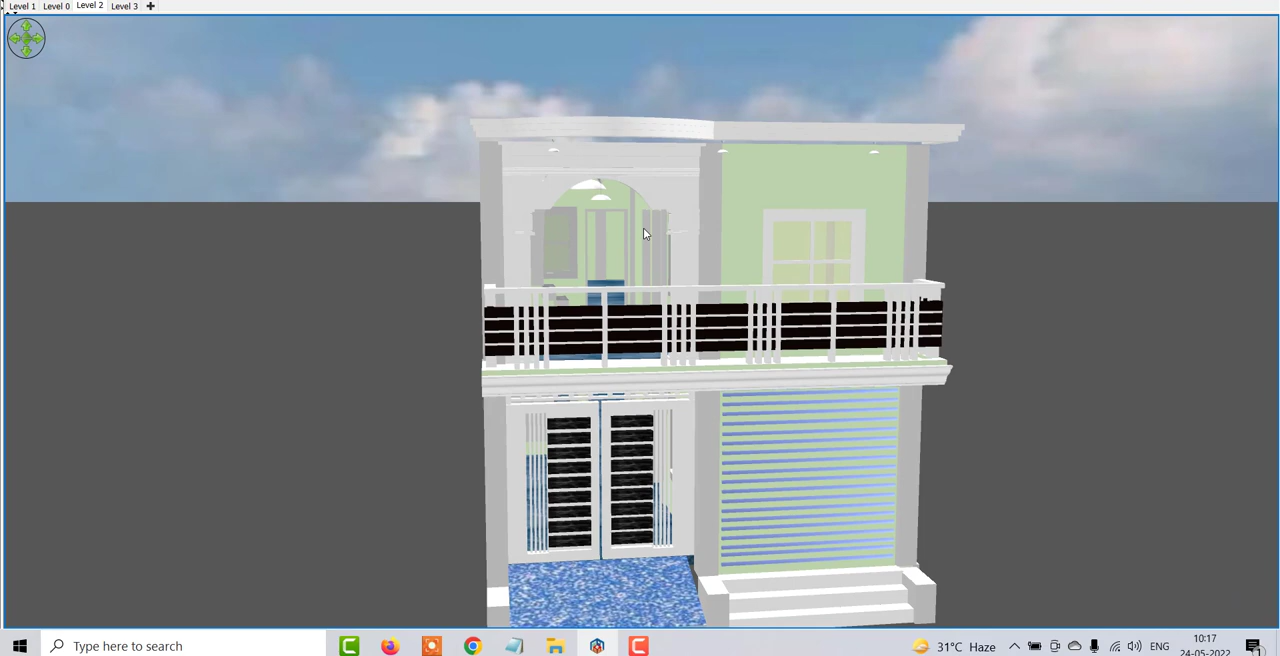 Level 1 Level 0 Level 2 Level 3
Type here to search
31°C Haze
ENG
10:17
24-05-2022
1